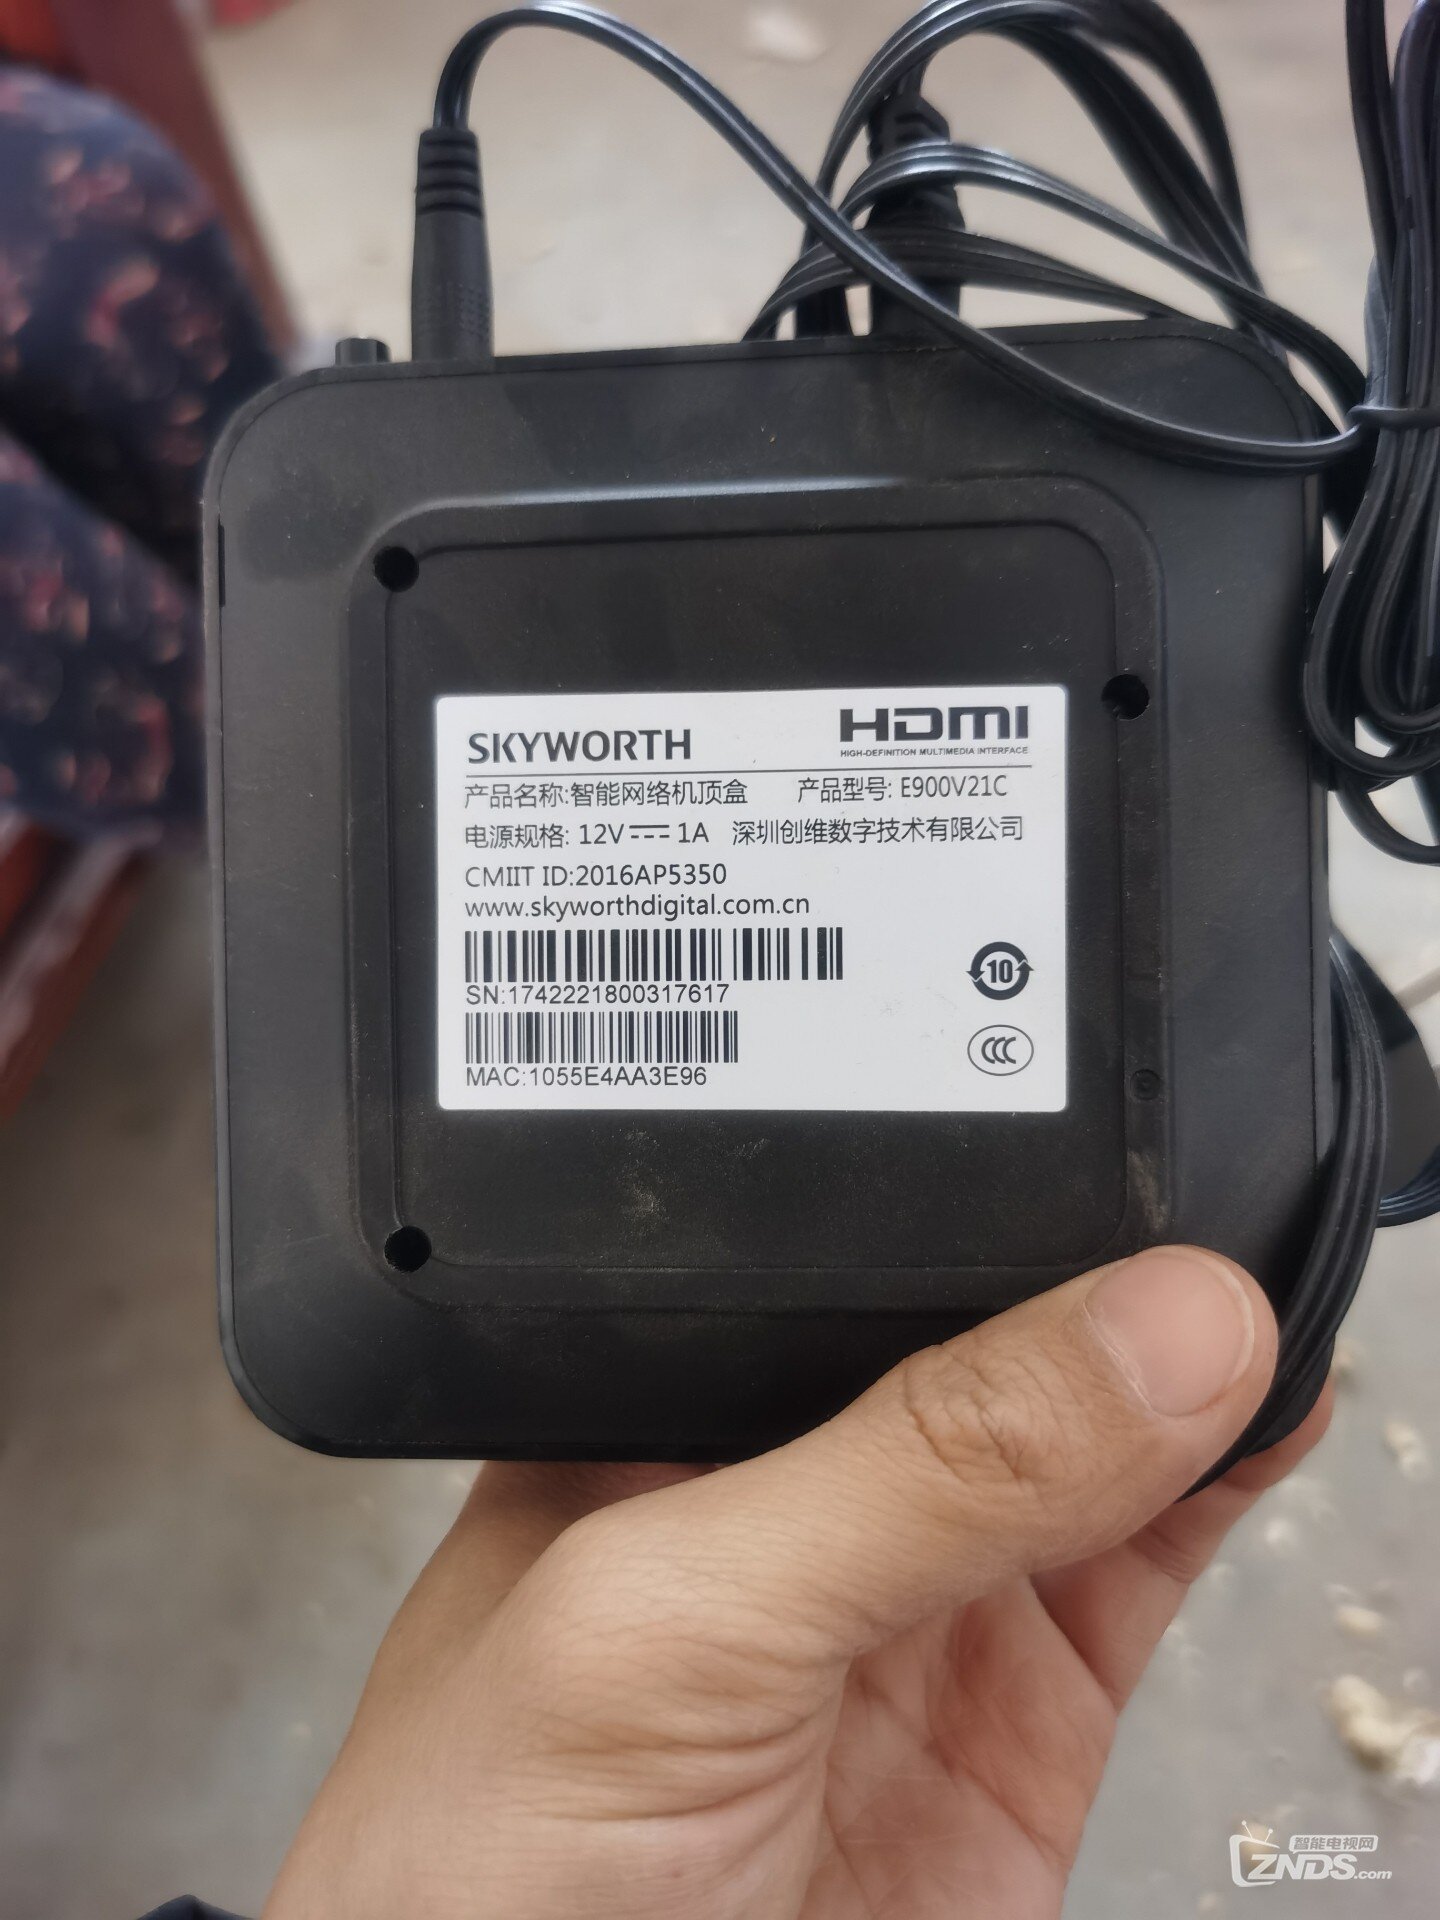 SKYWORTH
HDMI
HIGH-DEFINITION MULTIMEDIA INTERFACE
产品名称:智能网络机顶盒 产品型号: E900V21C
电源规格: 12V 1A 深圳创维数字技术有限公司
CMIIT ID:2016AP5350
www.skyworthdigital.com.cn
SN:1742221800317617
10
MAC:1055E4AA3E96
CCC
智能电视网
ZNDS.com